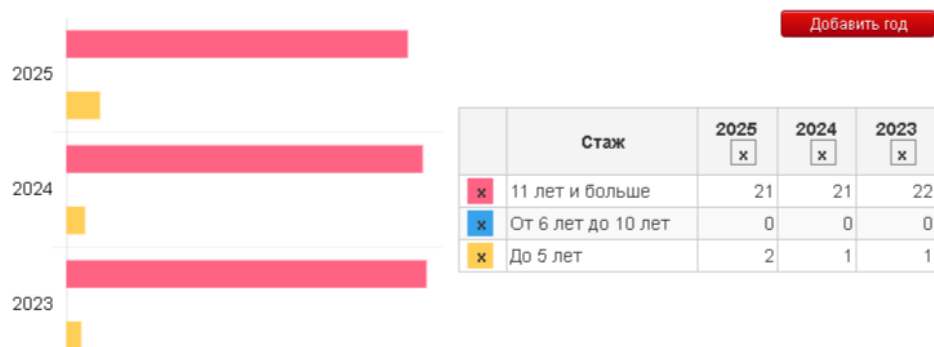 Добавить год
2025
2024
2023
Стаж 2025 2024 2023
x x x
x 11 лет и больше 21 21 22
x От 6 лет до 10 лет 0 0 0
x До 5 лет 2 1 1